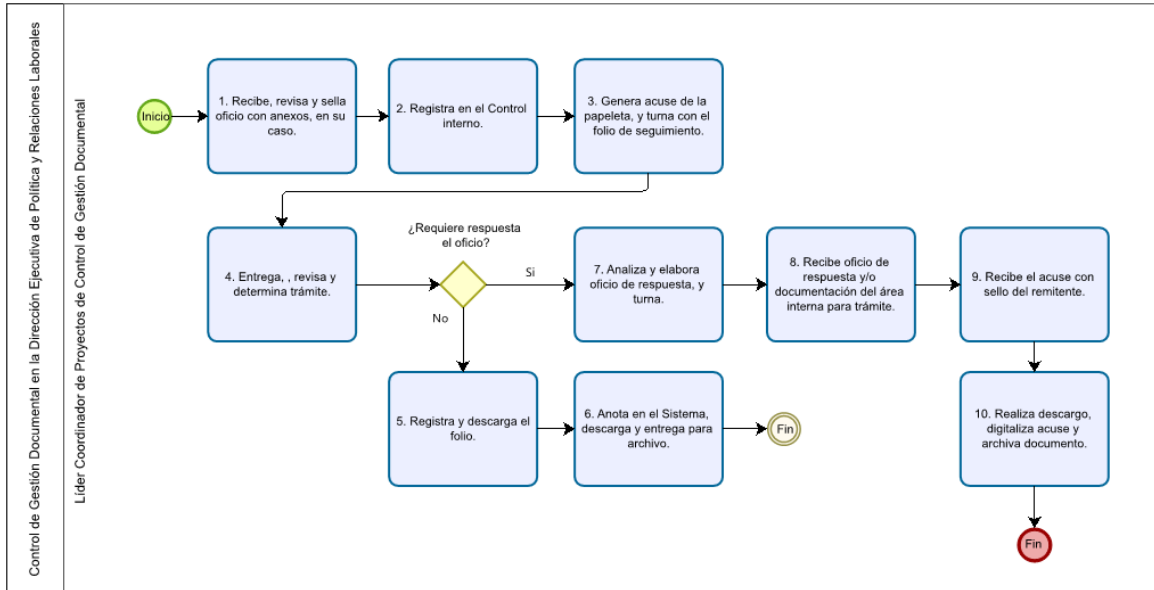 Control de Gestión Documental en la Dirección Ejecutiva de Política y Relaciones Laborales
Líder Coordinador de Proyectos de Control de Gestión Documental
Inicio
1. Recibe, revisa y sella
oficio con anexos, en su
caso.
2. Registra en el Control
interno.
3. Genera acuse de la
papeleta, y turna con el
folio de seguimiento.
4. Entrega, , revisa y
determina trámite.
¿Requiere respuesta
el oficio?
Si
No
7. Analiza y elabora
oficio de respuesta, y
turna.
8. Recibe oficio de
respuesta y/o
documentación del área
interna para trámite.
9. Recibe el acuse con
sello del remitente.
5. Registra y descarga el
folio.
6. Anota en el Sistema,
descarga y entrega para
archivo.
Fin
10. Realiza descargo,
digitaliza acuse y
archiva documento.
Fin